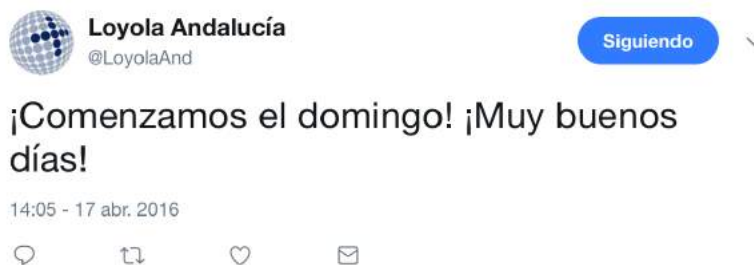 Loyola Andalucía
@LoyolaAnd
Siguiendo
¡Comenzamos el domingo! ¡Muy buenos
días!
14:05 - 17 abr. 2016